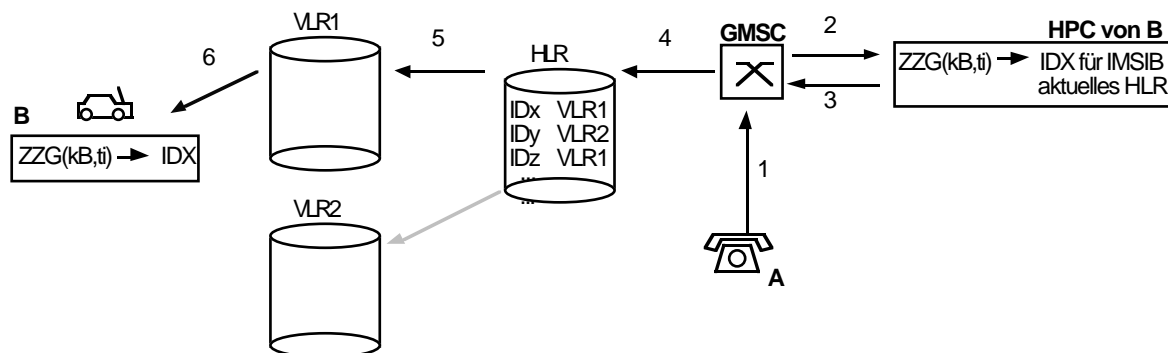 VLR1
6
5
HLR
4
GMSC
2
HPC von B
ZZG(kB,ti) IDX für IMSIB
aktuelles HLR
3
B
ZZG(kB,ti) IDX
IDx VLR1
IDy VLR2
IDz VLR1
...
...
1
VLR2
A